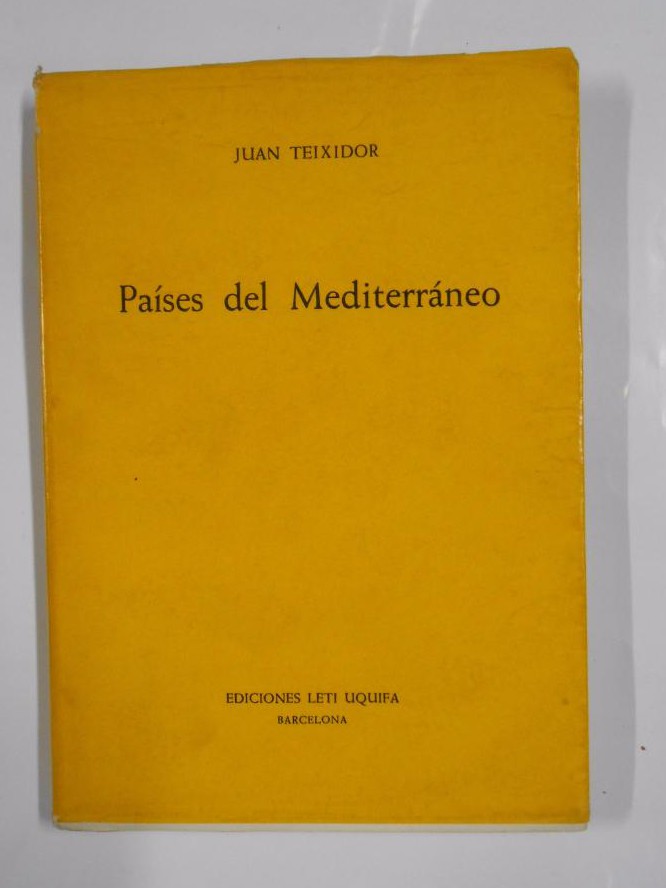 JUAN TEIXIDOR
Países del Mediterráneo
EDICIONES LETI UQUIFA
BARCELONA